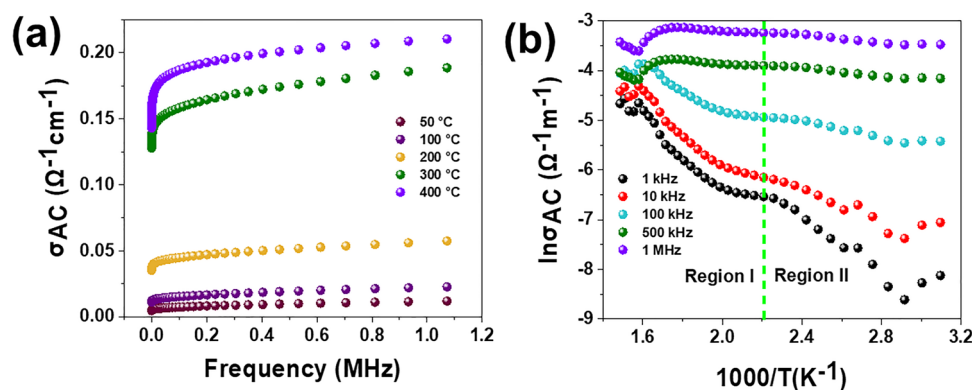 (a)
σAC (Ω⁻¹cm⁻¹)
0.20
0.15
0.10
0.05
0.00
50 °C
100 °C
200 °C
300 °C
400 °C
0.0 0.2 0.4 0.6 0.8 1.0 1.2
Frequency (MHz)
(b)
lnσAC (Ω⁻¹m⁻¹)
-3
-4
-5
-6
-7
-8
-9
1 kHz
10 kHz
100 kHz
500 kHz
1 MHz
Region I Region II
1.6 2.0 2.4 2.8 3.2
1000/T(K⁻¹)